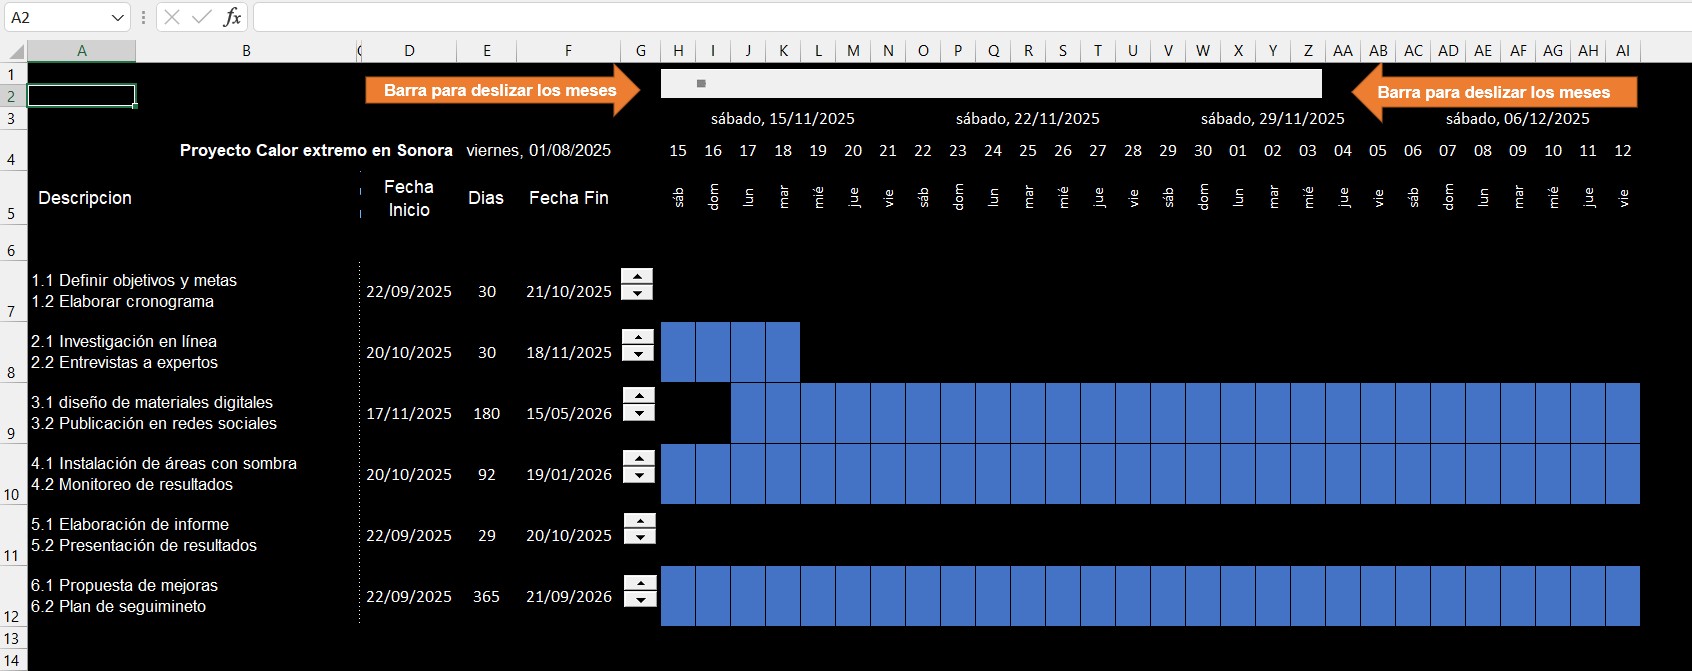 A2
fx
A B C D E F G H I J K L M N O P Q R S T U V W X Y Z AA AB AC AD AE AF AG AH AI
1
Barra para deslizar los meses
Barra para deslizar los meses
2
3
sábado, 15/11/2025 sábado, 22/11/2025 sábado, 29/11/2025 sábado, 06/12/2025
4
Proyecto Calor extremo en Sonora viernes, 01/08/2025 15 16 17 18 19 20 21 22 23 24 25 26 27 28 29 30 01 02 03 04 05 06 07 08 09 10 11 12
Descripcion
Fecha
Inicio
Dias
Fecha Fin
sáb dom lun mar mié jue vie sáb dom lun mar mié jue vie sáb dom lun mar mié jue vie sáb dom lun mar mié jue vie
5
6
1.1 Definir objetivos y metas
1.2 Elaborar cronograma
22/09/2025 30 21/10/2025
7
2.1 Investigación en línea
2.2 Entrevistas a expertos
20/10/2025 30 18/11/2025
8
3.1 diseño de materiales digitales
3.2 Publicación en redes sociales
17/11/2025 180 15/05/2026
9
4.1 Instalación de áreas con sombra
4.2 Monitoreo de resultados
20/10/2025 92 19/01/2026
10
5.1 Elaboración de informe
5.2 Presentación de resultados
22/09/2025 29 20/10/2025
11
6.1 Propuesta de mejoras
6.2 Plan de seguimineto
22/09/2025 365 21/09/2026
12
13
14